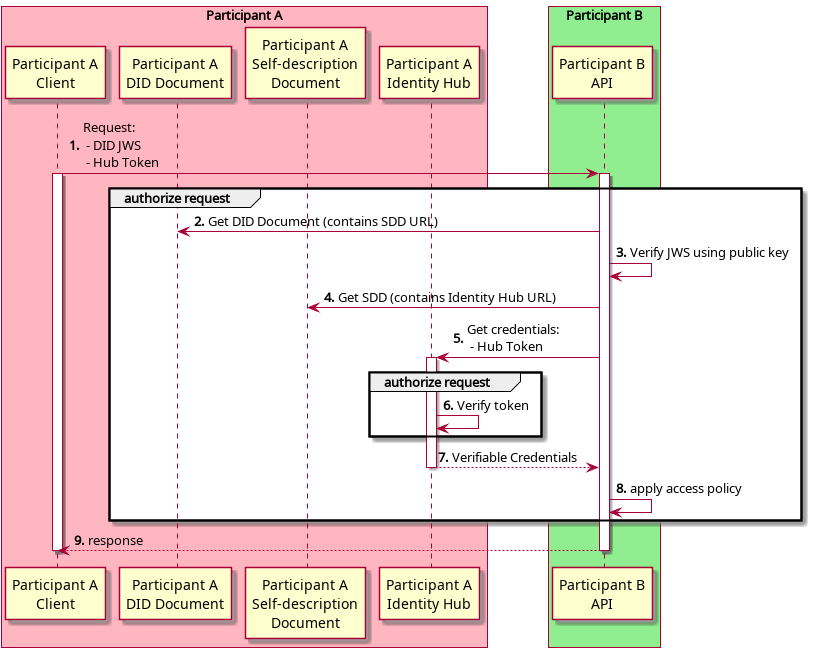 Participant A
Participant B
Participant A
Client
Participant A
DID Document
Participant A
Self-description
Document
Participant A
Identity Hub
Participant B
API
1. Request:
- DID JWS
- Hub Token
authorize request
2. Get DID Document (contains SDD URL)
3. Verify JWS using public key
4. Get SDD (contains Identity Hub URL)
5. Get credentials:
- Hub Token
authorize request
6. Verify token
7. Verifiable Credentials
8. apply access policy
9. response
Participant A
Client
Participant A
DID Document
Participant A
Self-description
Document
Participant A
Identity Hub
Participant B
API